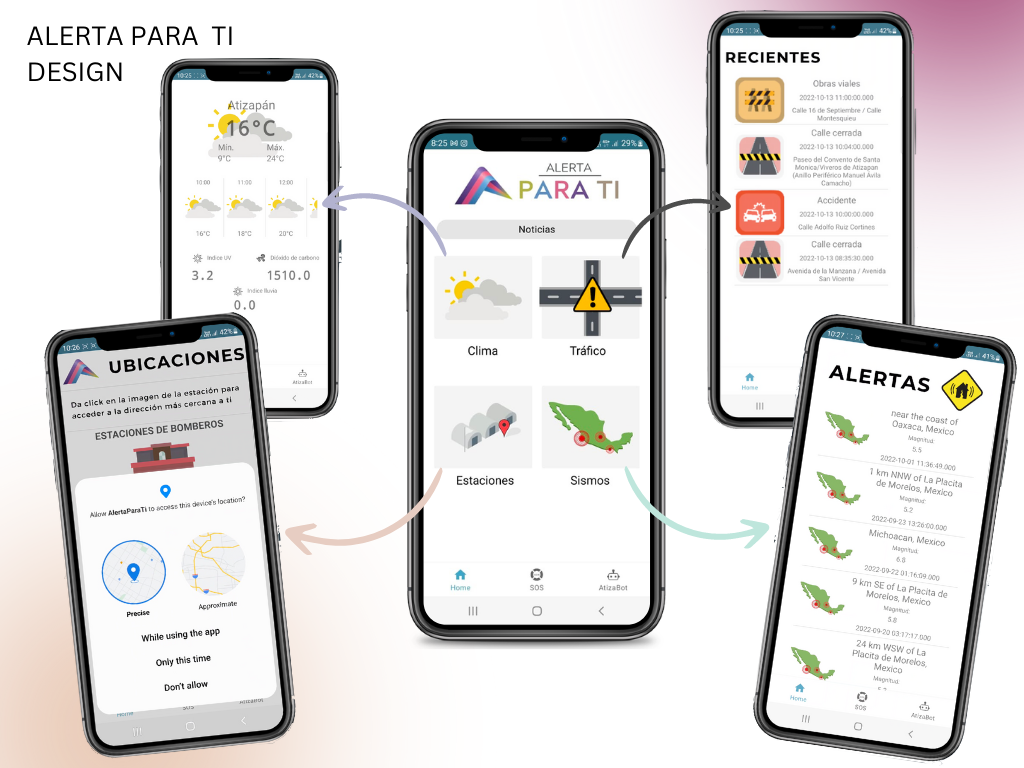 ALERTA PARA TI
DESIGN
10:25
42%
Atizapán
16°C
Mín.
Máx.
9°C
24°C
10:00
11:00
12:00
16°C
18°C
20°C
Indice UV
Dióxido de carbono
3.2
1510.0
Indice lluvia
0.0
AtizaBot
8:25
29%
ALERTA
PARA TI
Noticias
Clima
Tráfico
Estaciones
Sismos
Home
SOS
AtizaBot
10:25
42%
RECIENTES
Obras viales
2022-10-13 11:00:00.000
Calle 16 de Septiembre / Calle
Montesquieu
Calle cerrada
2022-10-13 10:04:00.000
Paseo del Convento de Santa
Monica/Viveros de Atizapan
(Anillo Periférico Manuel Ávila
Camacho)
Accidente
2022-10-13 10:00:00.000
Calle Adolfo Ruiz Cortines
Calle cerrada
2022-10-13 08:35:30.000
Avenida de la Manzana / Avenida
San Vicente
Home
10:26
42%
UBICACIONES
Da click en la imagen de la estación para
acceder a la dirección más cercana a ti
ESTACIONES DE BOMBEROS
Allow AlertaParaTi to access this device's location?
Precise
Approximate
While using the app
Only this time
Don't allow
10:27
41%
ALERTAS
near the coast of
Oaxaca, Mexico
Magnitud:
5.5
2022-10-01 11:36:49.000
1 km NNW of La Placita
de Morelos, Mexico
Magnitud:
5.2
2022-09-23 13:26:00.000
Michoacan, Mexico
Magnitud:
6.8
2022-09-22 01:16:09.000
9 km SE of La Placita de
Morelos, Mexico
Magnitud:
5.8
2022-09-20 03:17:17.000
24 km WSW of La
Placita de Morelos,
Mexico
Magnitud:
Home
SOS
AtizaBot